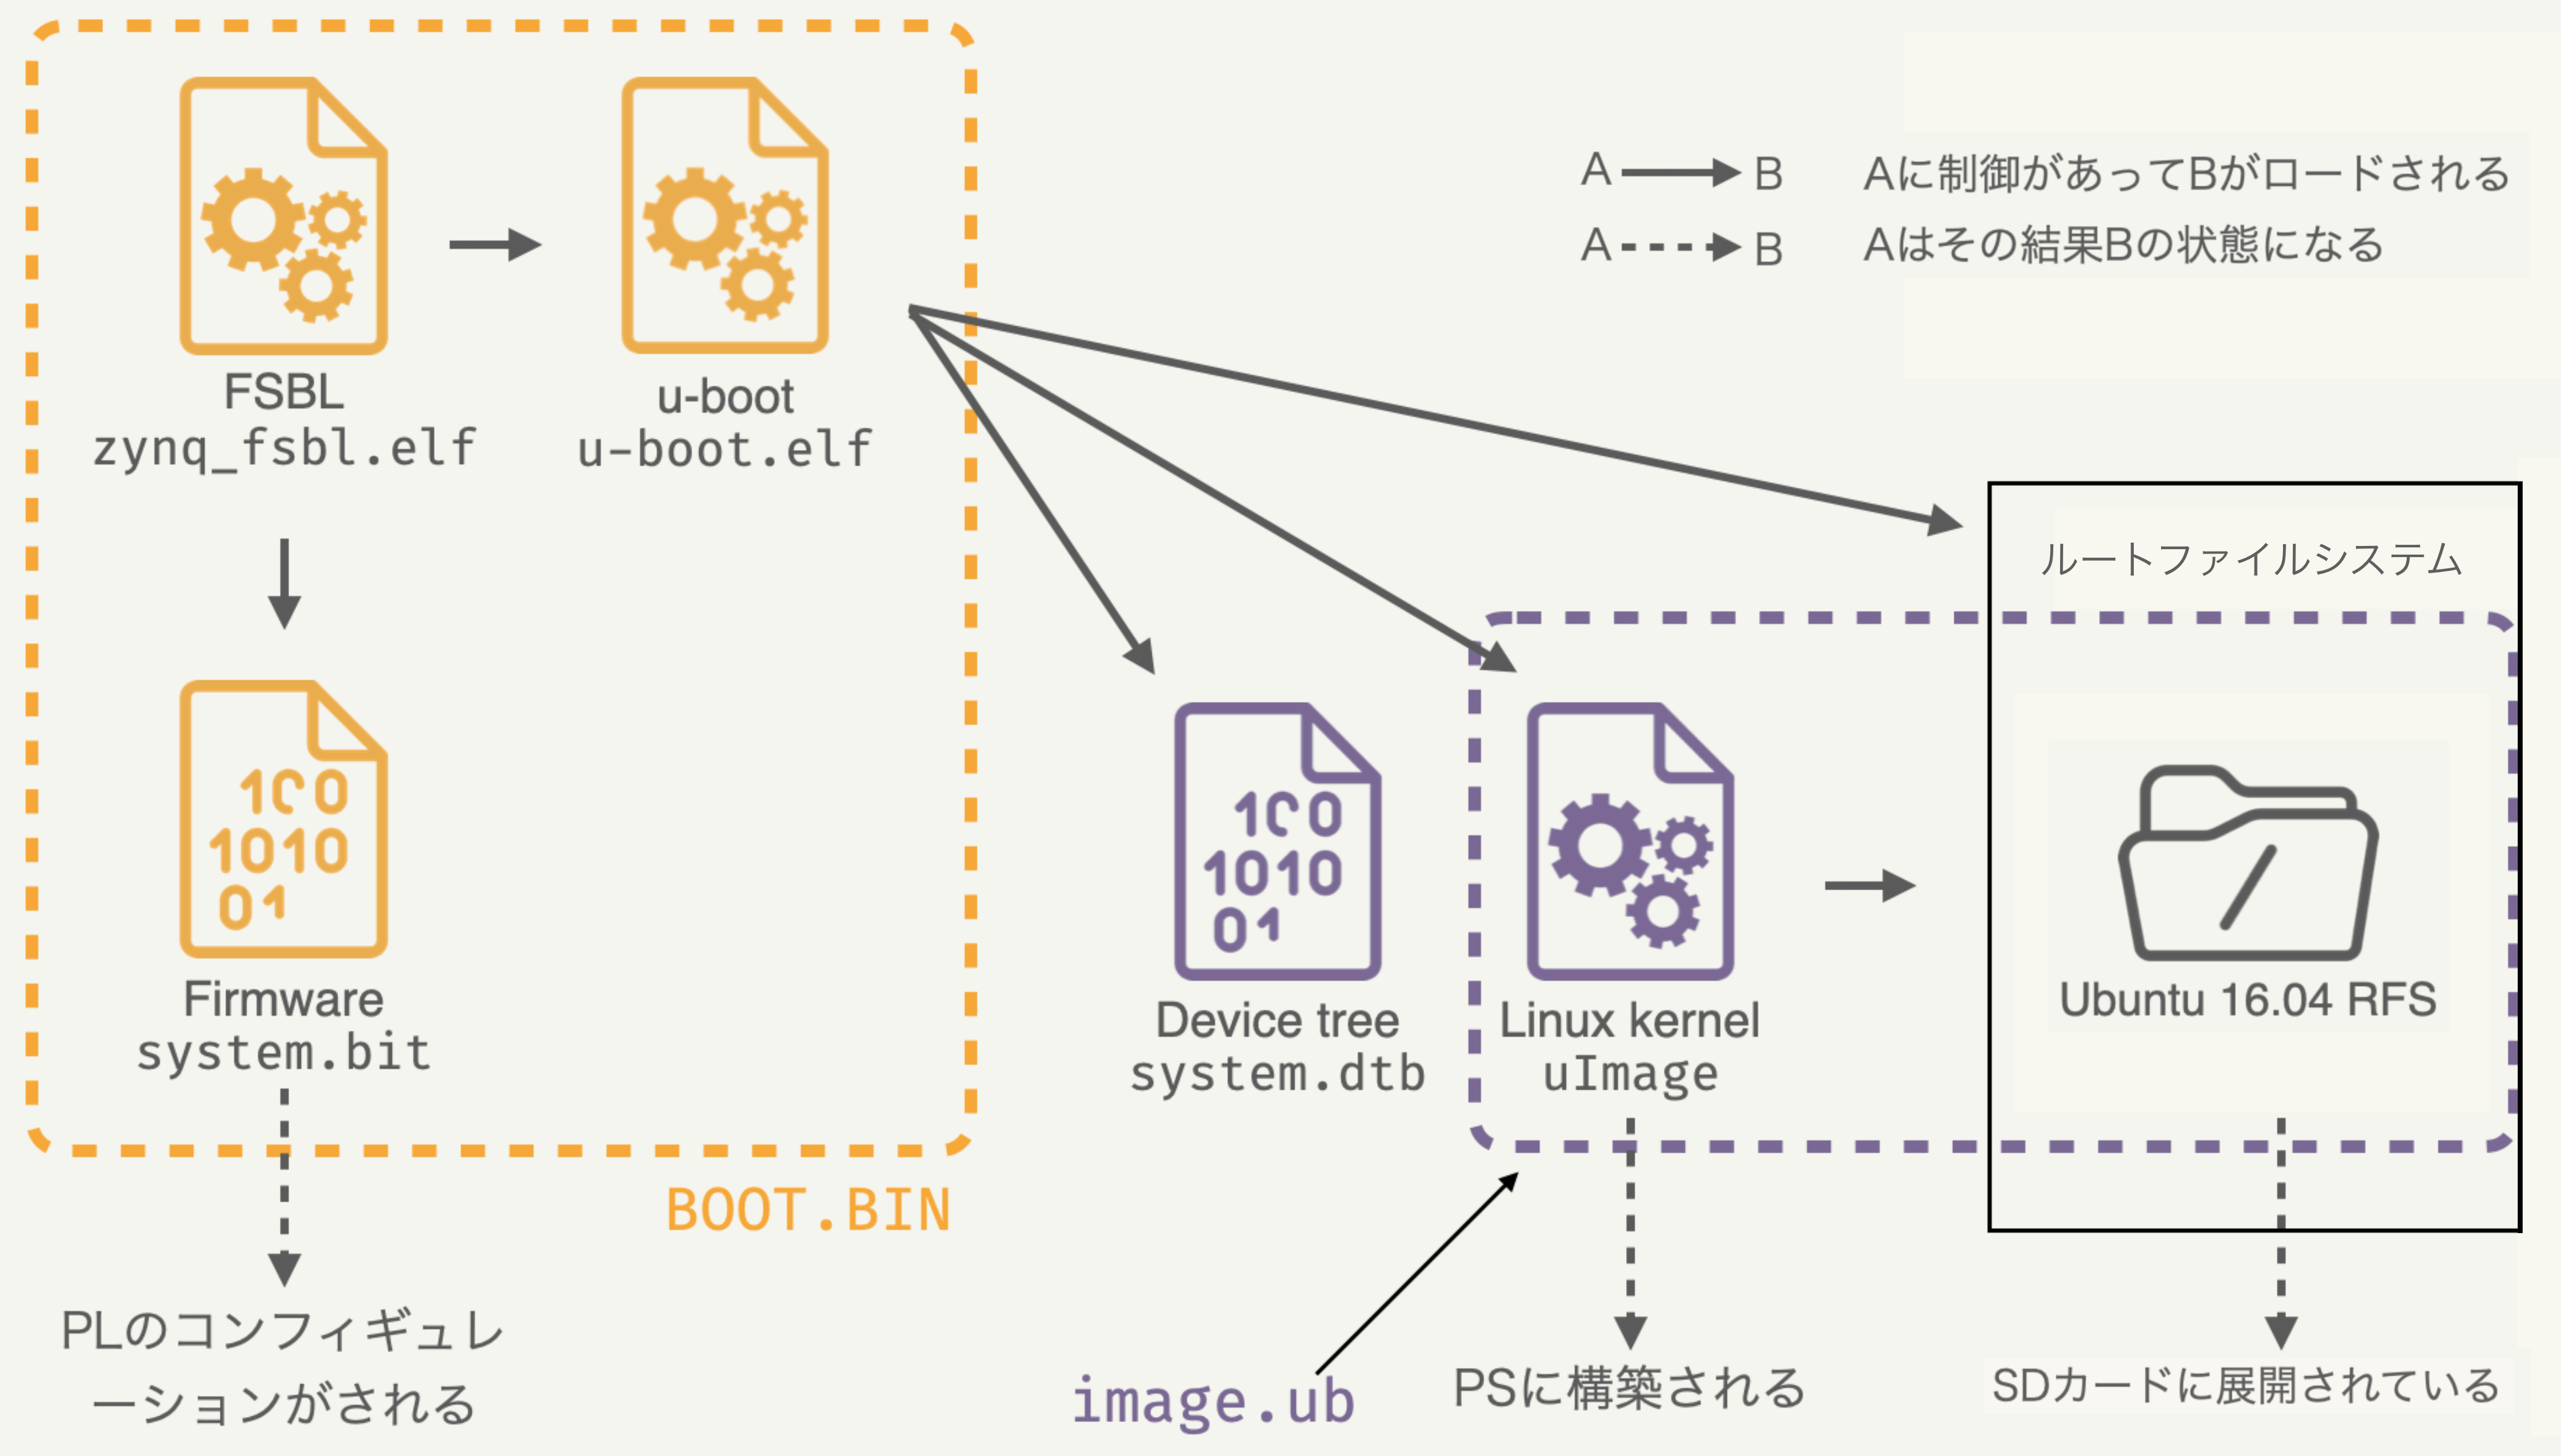 FSBL
zynq_fsbl.elf
u-boot
u-boot.elf
A B Aに制御があってBがロードされる
A B Aはその結果Bの状態になる
ルートファイルシステム
100
1010
01
Firmware
system.bit
100
1010
01
Device tree
system.dtb
Linux kernel
uImage
Ubuntu 16.04 RFS
BOOT.BIN
PLのコンフィギュレ
ーションがされる
image.ub
PSに構築される
SDカードに展開されている